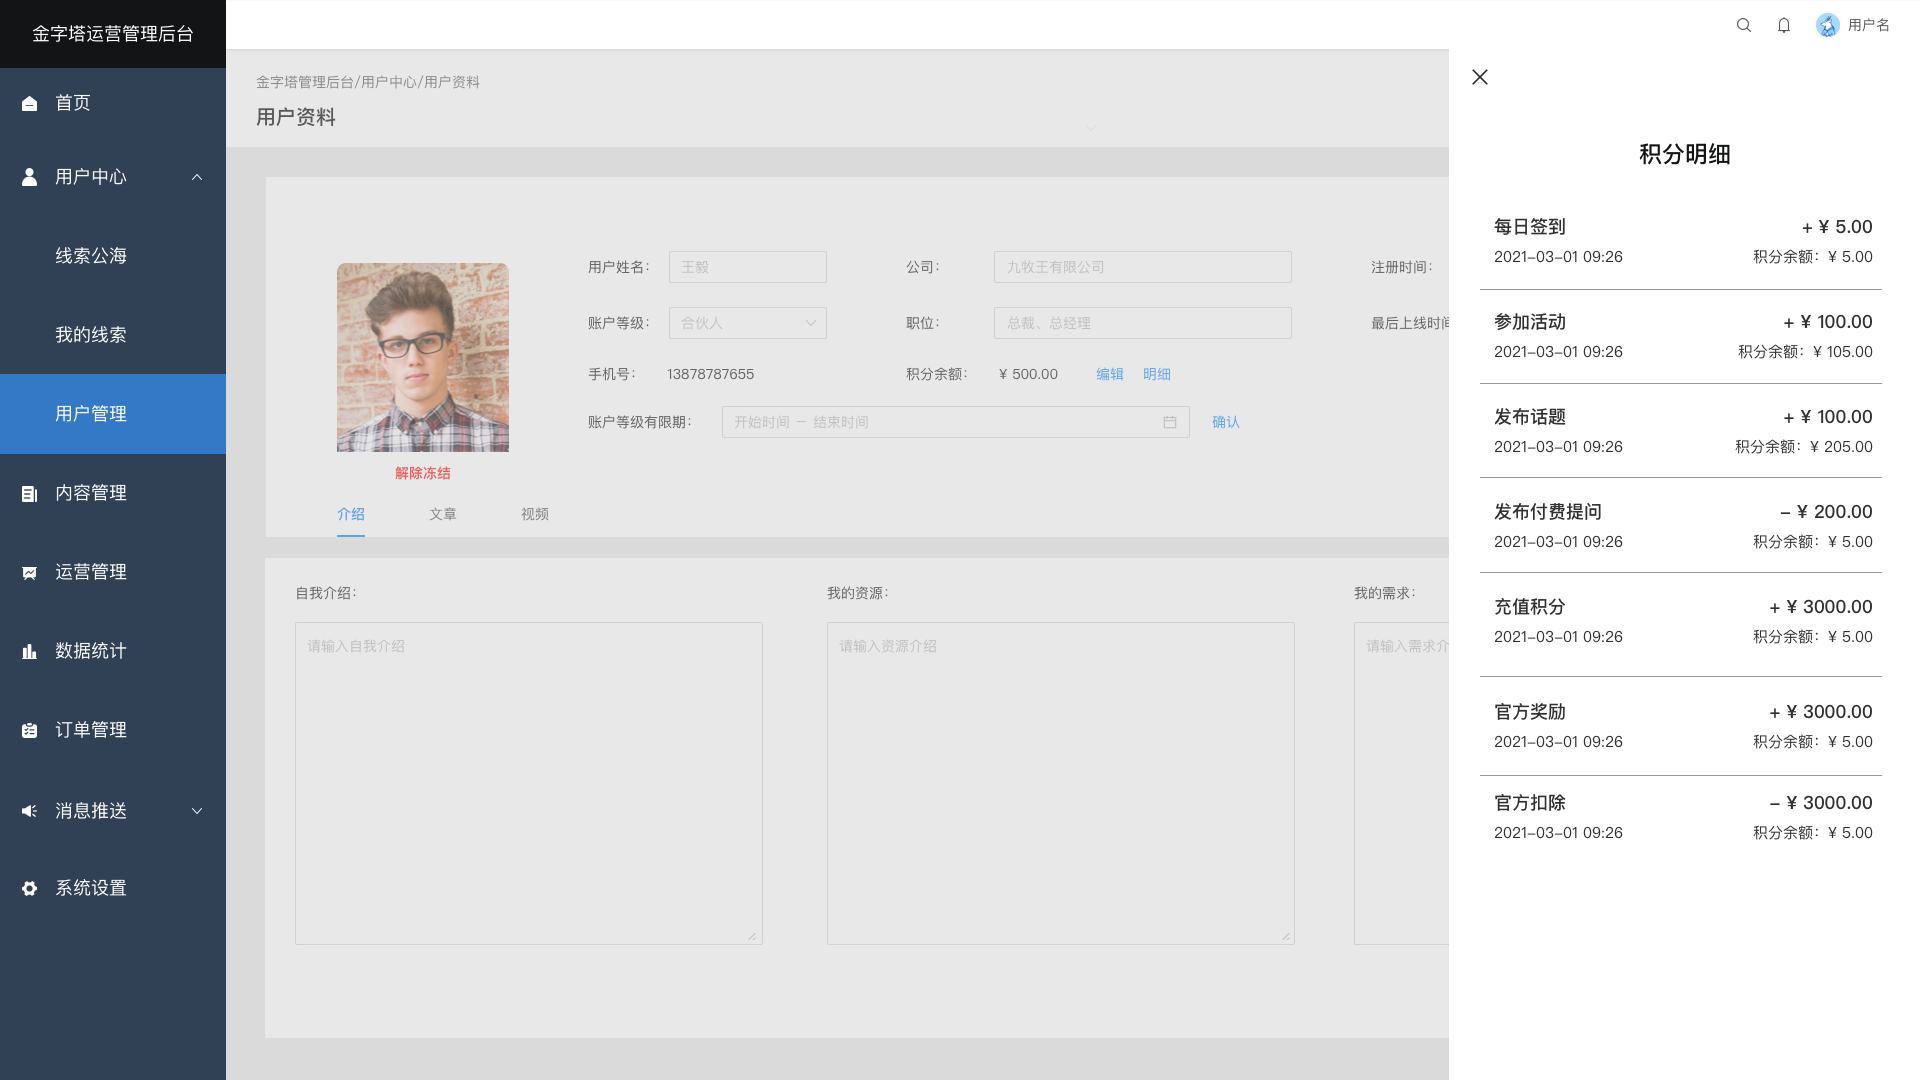 金字塔运营管理后台
用户名
首页
用户中心
线索公海
我的线索
用户管理
内容管理
运营管理
数据统计
订单管理
消息推送
系统设置
金字塔管理后台/用户中心/用户资料
用户资料
用户姓名： 王毅 公司： 九牧王有限公司 注册时间：
账户等级： 合伙人 职位： 总裁、总经理 最后上线时间
手机号： 13878787655 积分余额： ¥ 500.00 编辑 明细
账户等级有限期： 开始时间 – 结束时间 确认
解除冻结
介绍 文章 视频
自我介绍： 我的资源： 我的需求：
请输入自我介绍 请输入资源介绍 请输入需求介
积分明细
每日签到 + ¥ 5.00
2021-03-01 09:26 积分余额：¥ 5.00
参加活动 + ¥ 100.00
2021-03-01 09:26 积分余额：¥ 105.00
发布话题 + ¥ 100.00
2021-03-01 09:26 积分余额：¥ 205.00
发布付费提问 – ¥ 200.00
2021-03-01 09:26 积分余额：¥ 5.00
充值积分 + ¥ 3000.00
2021-03-01 09:26 积分余额：¥ 5.00
官方奖励 + ¥ 3000.00
2021-03-01 09:26 积分余额：¥ 5.00
官方扣除 – ¥ 3000.00
2021-03-01 09:26 积分余额：¥ 5.00